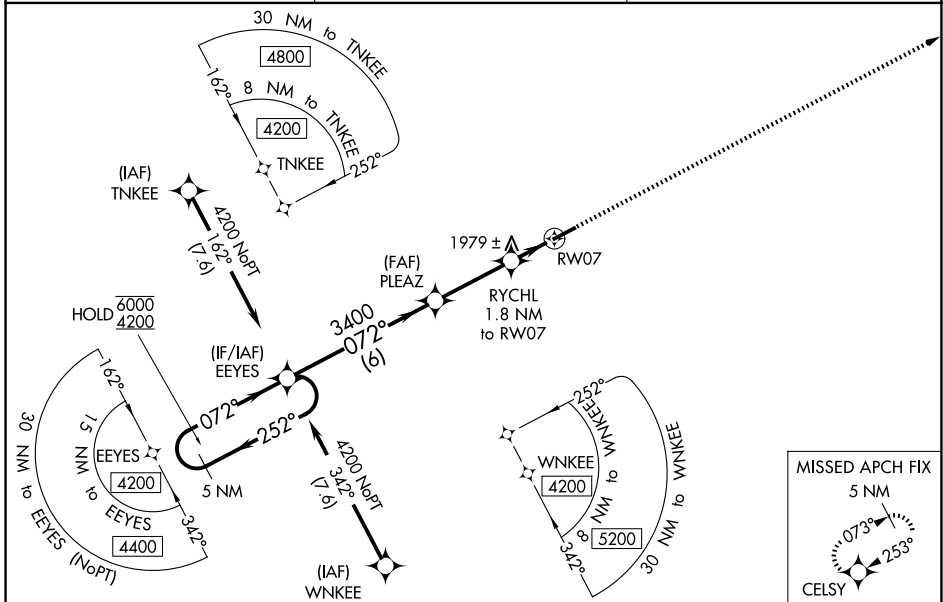 30 NM to TNKEE
4800
162°
8 NM to TNKEE
4200
TNKEE
252°
(IAF)
TNKEE
4200 NoPT
162°
(7.6)
1979 ±
RW07
(FAF)
PLEAZ
RYCHL
1.8 NM
to RW07
HOLD 6000
4200
3400
072°
(6)
(IF/IAF)
EEYES
072°
252°
5 NM
162°
15 NM to EEYES
EEYES
4200
342°
4400
30 NM to EEYES (NoPT)
4200 NoPT
342°
(7.6)
(IAF)
WNKEE
252°
8 NM to WNKEE
WNKEE
4200
342°
5200
30 NM to WNKEE
MISSED APCH FIX
5 NM
073°
253°
CELSY